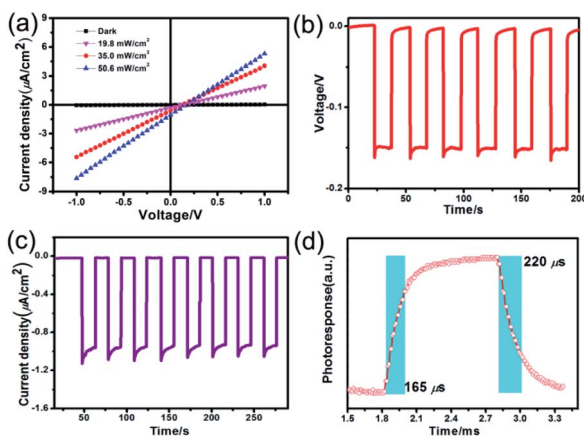 (a)
Current density(μA/cm²)
9
6
3
0
-3
-6
-9
Dark
19.8 mW/cm²
35.0 mW/cm²
50.6 mW/cm²
-1.0
-0.5
0.0
0.5
1.0
Voltage/V
(b)
Voltage/V
0.0
-0.1
-0.2
0
50
100
150
200
Time/s
(c)
Current density(μA/cm²)
0.0
-0.4
-0.8
-1.2
-1.6
50
100
150
200
250
Time/s
(d)
Photoresponse(a.u.)
220 μs
165 μs
1.5
1.8
2.1
2.4
2.7
3.0
3.3
Time/ms